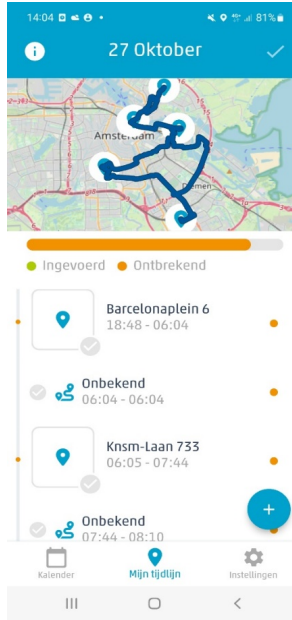 14:04 81%
27 Oktober
Amsterdam
Diemen
Ingevoerd Ontbrekend
Barcelonaplein 6
18:48 - 06:04
Onbekend
06:04 - 06:04
Knsm-Laan 733
06:05 - 07:44
Onbekend
07:44 - 08:10
Kalender Mijn tijdlijn Instellingen